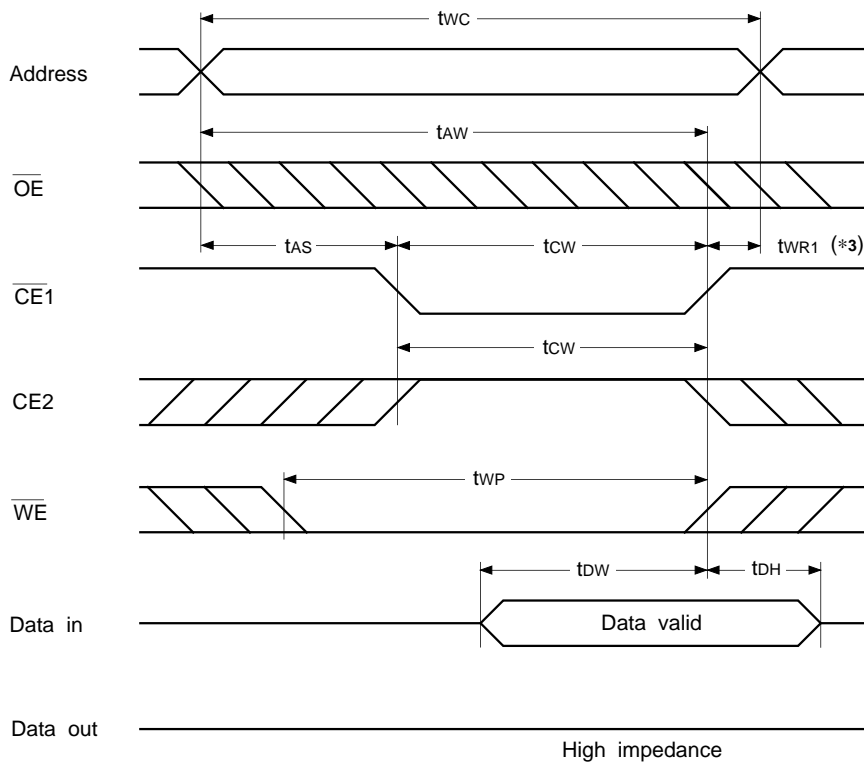 tWC
Address
tAW
OE
tAS
tCW
tWR1 (*3)
CE1
tCW
CE2
tWP
WE
tDW
tDH
Data in
Data valid
Data out
High impedance